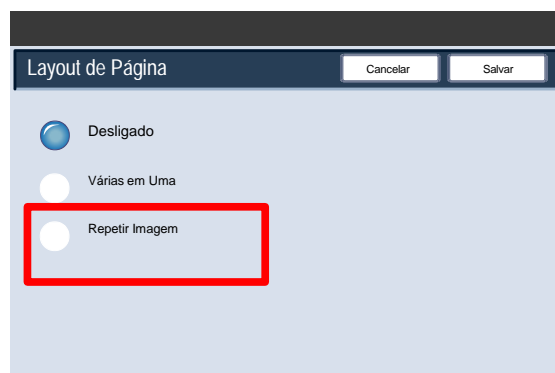 Layout de Página
Cancelar
Salvar
Desligado
Várias em Uma
Repetir Imagem